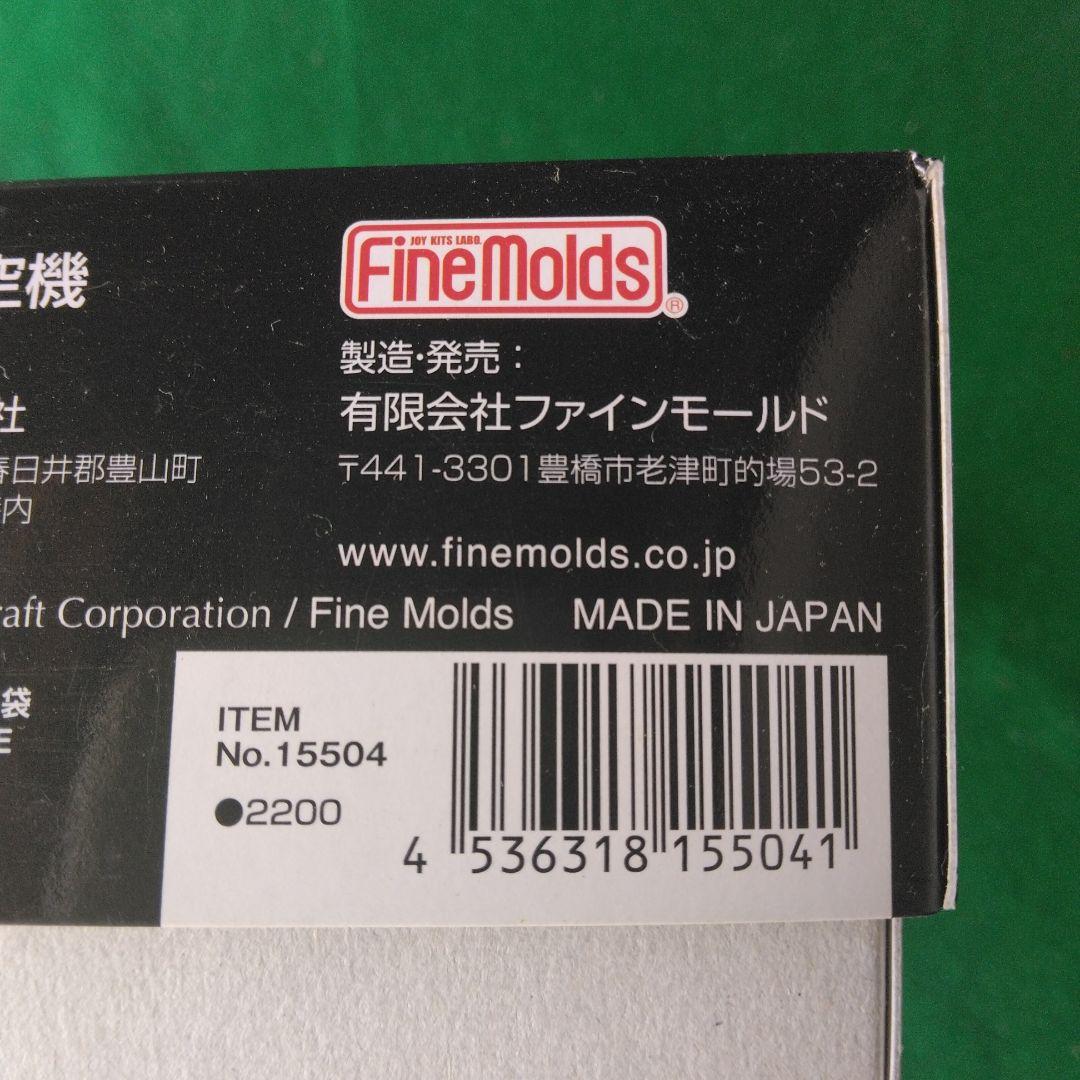 空機
社
春日井郡豊山町
内
JOY KITS LABO.
FineMolds®
製造・発売：
有限会社ファインモールド
〒441-3301豊橋市老津町的場53-2
www.finemolds.co.jp
raft Corporation / Fine Molds MADE IN JAPAN
袋
E
ITEM
No.15504
●2200
4 536318 155041